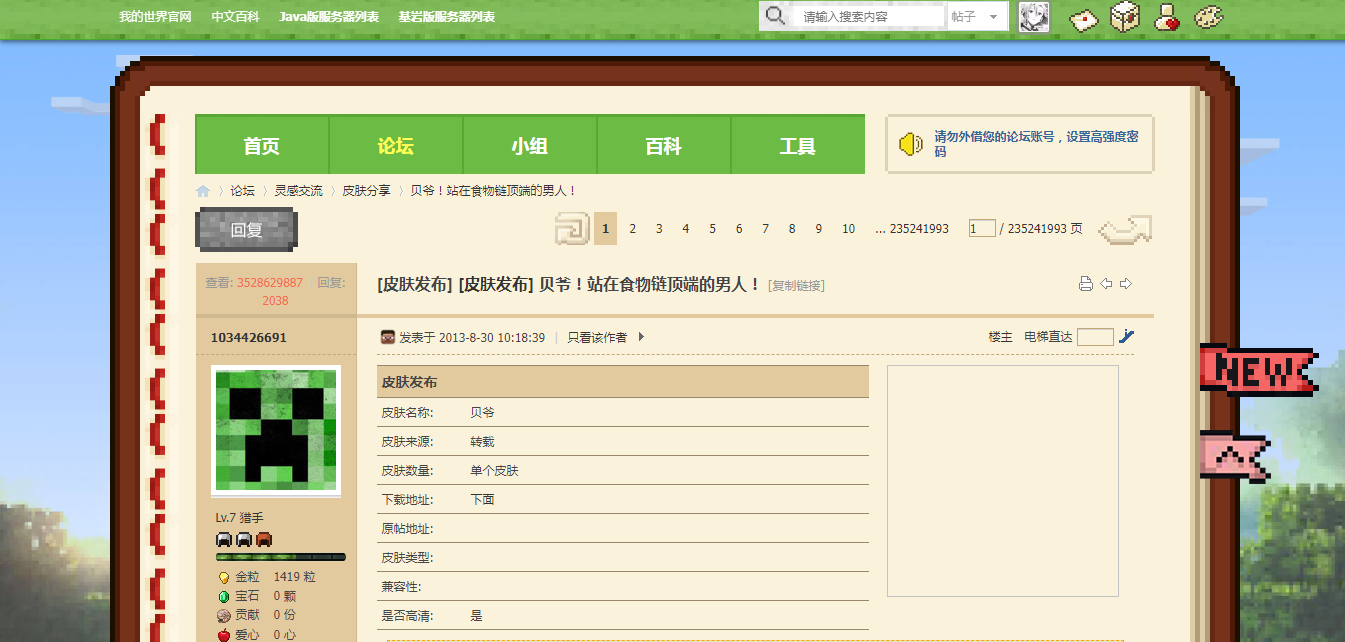 我的世界官网 中文百科 Java版服务器列表 基岩版服务器列表
请输入搜索内容 帖子
首页 论坛 小组 百科 工具
请勿外借您的论坛账号，设置高强度密
码
论坛 灵感交流 皮肤分享 贝爷！站在食物链顶端的男人！
回复
1 2 3 4 5 6 7 8 9 10 ... 235241993 1 / 235241993 页
查看: 3528629887 回复:
2038
[皮肤发布] [皮肤发布] 贝爷！站在食物链顶端的男人！ [复制链接]
1034426691
发表于 2013-8-30 10:18:39 | 只看该作者
楼主 电梯直达
NEW
皮肤发布
皮肤名称: 贝爷
皮肤来源: 转载
皮肤数量: 单个皮肤
下载地址: 下面
原帖地址:
皮肤类型:
兼容性:
是否高清: 是
Lv.7 猎手
金粒 1419 粒
宝石 0 颗
贡献 0 份
爱心 0 心